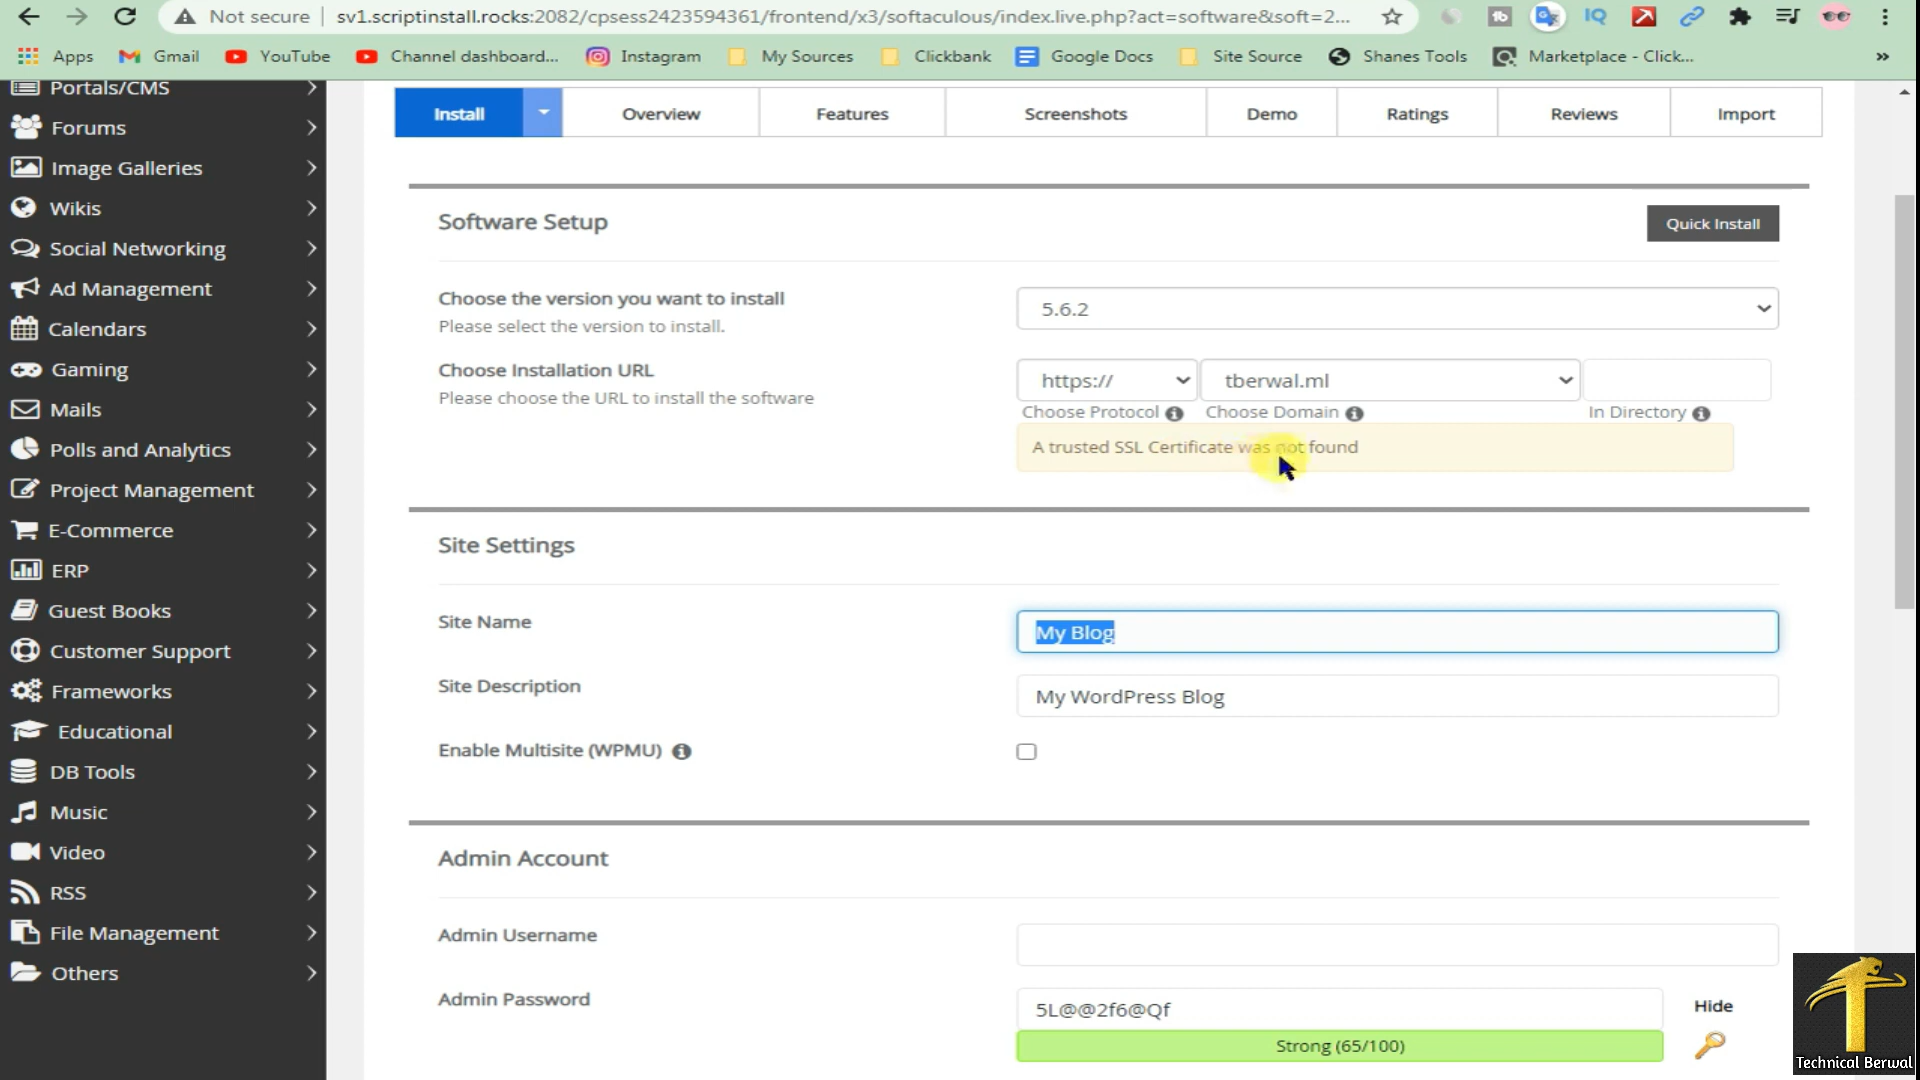 Not secure
sv1.scriptinstall.rocks:2082/cpsess2423594361/frontend/x3/softaculous/index.live.php?act=software&soft=2...
Apps
Gmail
YouTube
Channel dashboard...
Instagram
My Sources
Clickbank
Google Docs
Site Source
Shanes Tools
Marketplace - Click...
»
Portals/CMS
Forums
Image Galleries
Wikis
Social Networking
Ad Management
Calendars
Gaming
Mails
Polls and Analytics
Project Management
E-Commerce
ERP
Guest Books
Customer Support
Frameworks
Educational
DB Tools
Music
Video
RSS
File Management
Others
Install
Overview
Features
Screenshots
Demo
Ratings
Reviews
Import
Software Setup
Quick Install
Choose the version you want to install
Please select the version to install.
5.6.2
Choose Installation URL
Please choose the URL to install the software
https://
tberwal.ml
Choose Protocol
Choose Domain
In Directory
A trusted SSL Certificate was not found
Site Settings
Site Name
My Blog
Site Description
My WordPress Blog
Enable Multisite (WPMU)
Admin Account
Admin Username
Admin Password
5L@@2f6@Qf
Hide
Strong (65/100)
Technical Berwal